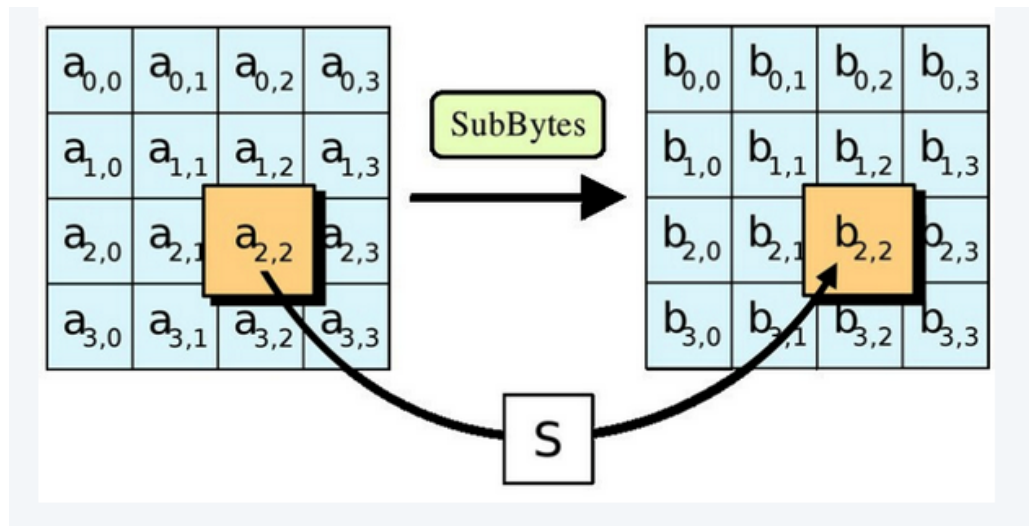 a0,0 a0,1 a0,2 a0,3
b0,0 b0,1 b0,2 b0,3
SubBytes
a1,0 a1,1 a1,2 a1,3
b1,0 b1,1 b1,2 b1,3
a2,0 a2,1 a2,2 a2,3
b2,0 b2,1 b2,2 b2,3
a3,0 a3,1 a3,2 a3,3
b3,0 b3,1 b3,2 b3,3
S